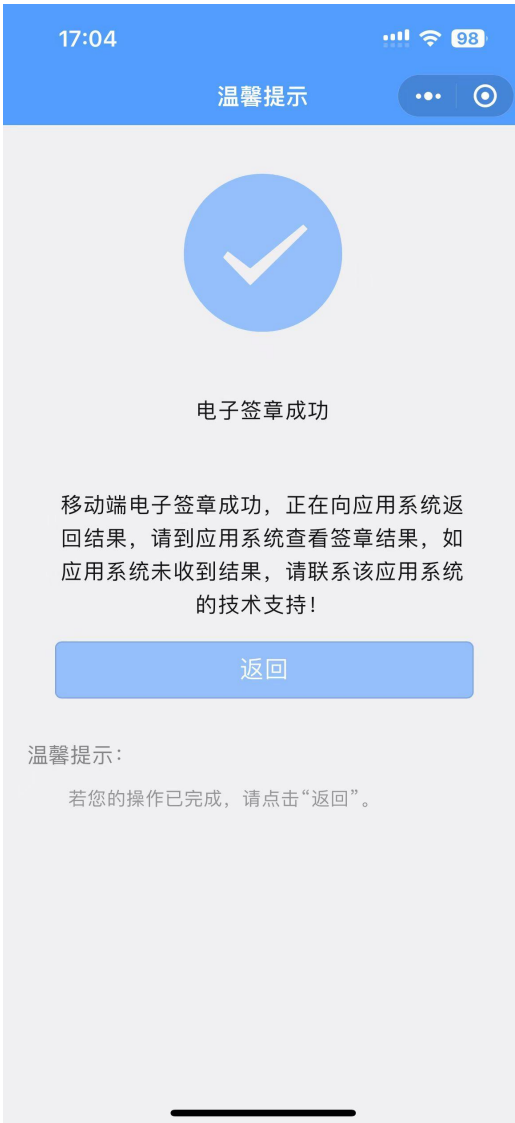 17:04
98
温馨提示
电子签章成功
移动端电子签章成功，正在向应用系统返
回结果，请到应用系统查看签章结果，如
应用系统未收到结果，请联系该应用系统
的技术支持！
返回
温馨提示：
若您的操作已完成，请点击“返回”。